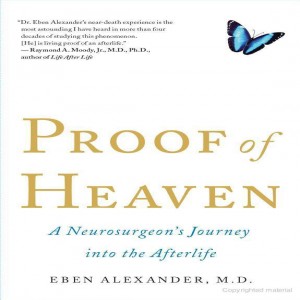 "Dr. Eben Alexander's near-death experience is the
most astounding I have heard in more than four
decades of studying this phenomenon.
[He] is living proof of an afterlife."
— Raymond A. Moody, Jr., M.D., Ph.D.,
author of Life After Life
PROOF of
HEAVEN
A Neurosurgeon's Journey
into the Afterlife
EBEN ALEXANDER, M.D.
Copyrighted material